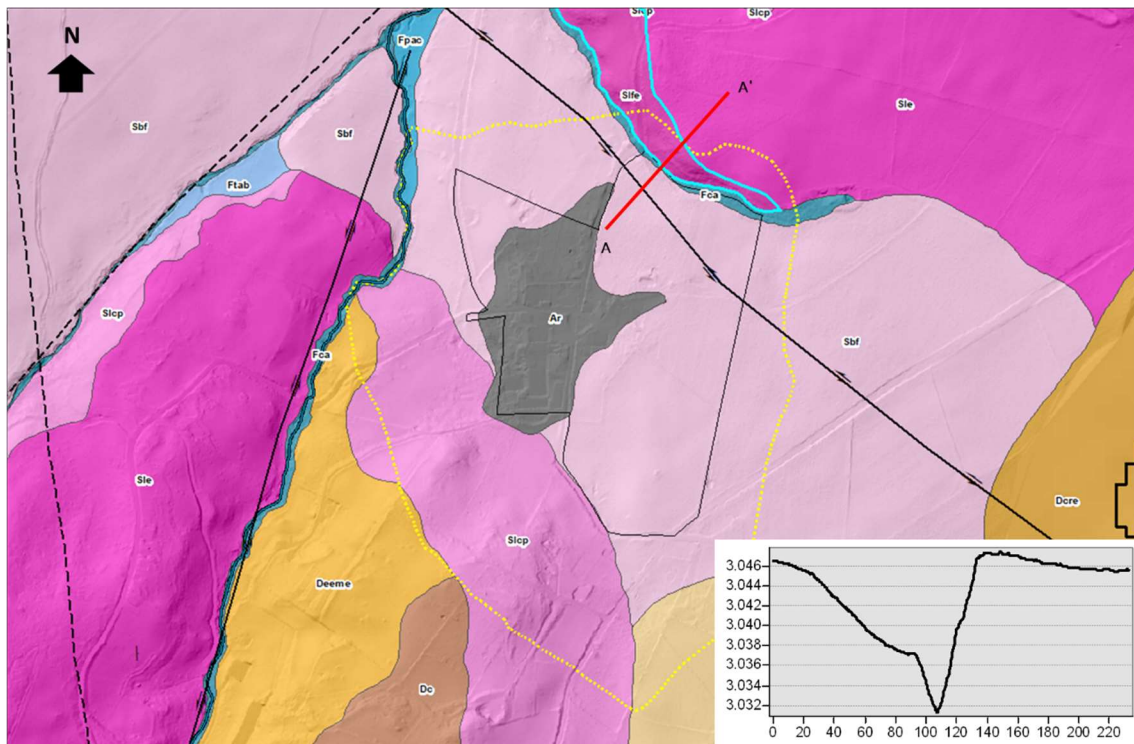 N
Fpac
Slcp
Slcp
A'
Slfe
Sle
Sbf
Sbf
Ftab
Fca
A
Slcp
Ar
Sbf
Fca
Sle
Dcre
Slcp
Deeme
Dc
3.046
3.044
3.042
3.040
3.038
3.036
3.034
3.032
0 20 40 60 80 100 120 140 160 180 200 220